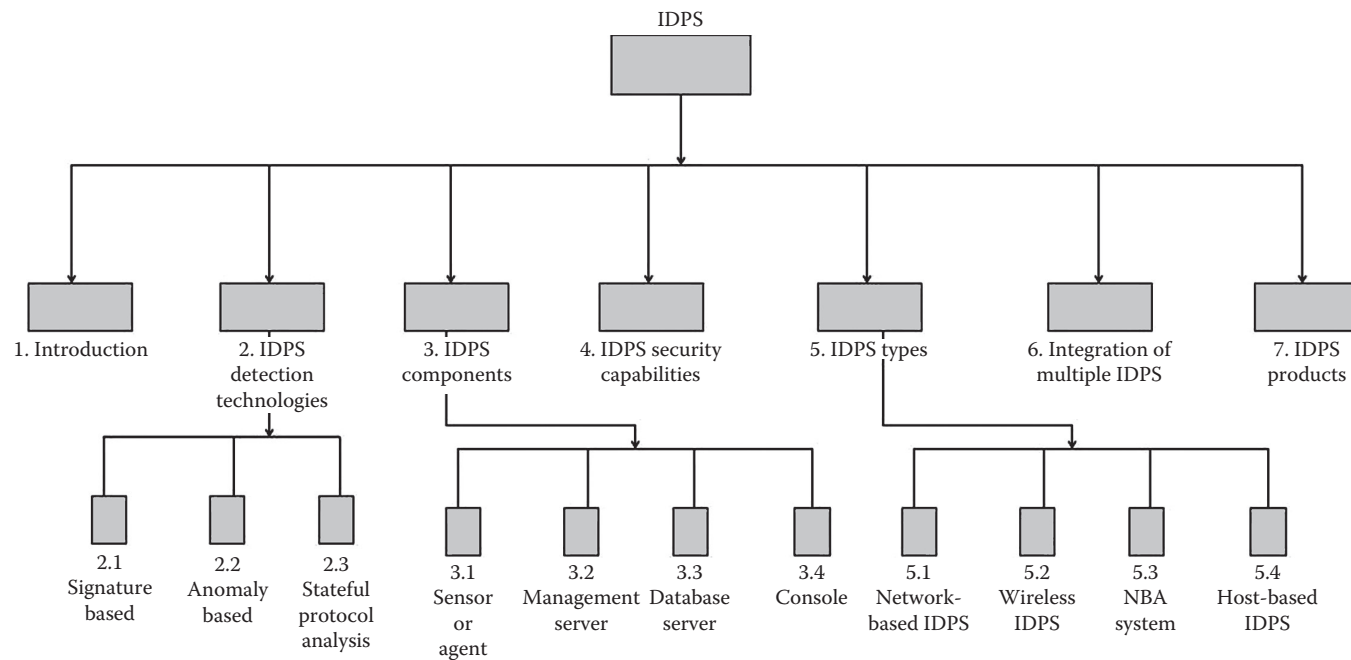 IDPS
1. Introduction
2. IDPS
detection
technologies
3. IDPS
components
4. IDPS security
capabilities
5. IDPS types
6. Integration of
multiple IDPS
7. IDPS
products
2.1
Signature
based
2.2
Anomaly
based
2.3
Stateful
protocol
analysis
3.1
Sensor
or
agent
3.2
Management
server
3.3
Database
server
3.4
Console
5.1
Network-
based IDPS
5.2
Wireless
IDPS
5.3
NBA
system
5.4
Host-based
IDPS